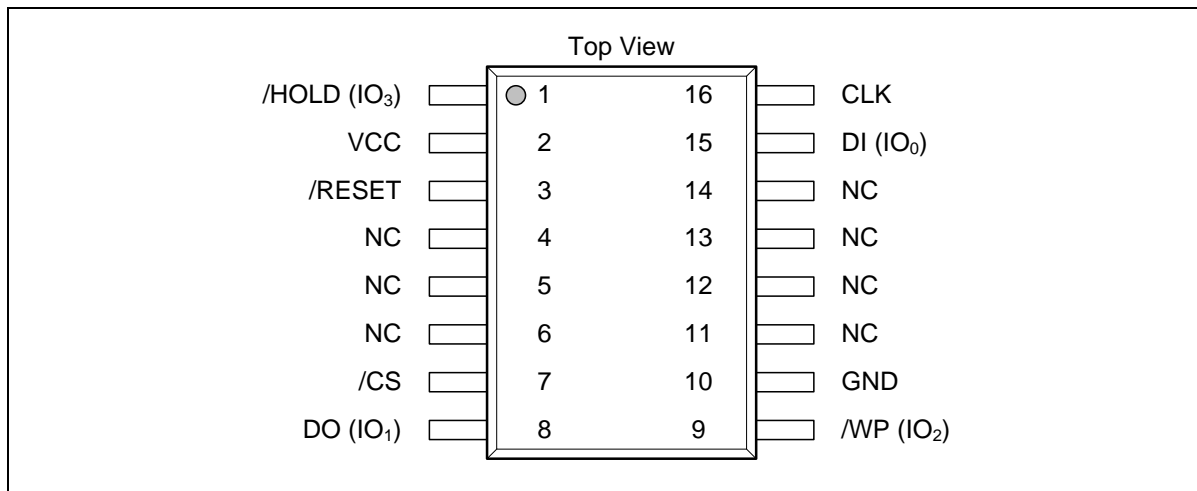 Top View
/HOLD (IO₃) 1 16 CLK
VCC 2 15 DI (IO₀)
/RESET 3 14 NC
NC 4 13 NC
NC 5 12 NC
NC 6 11 NC
/CS 7 10 GND
DO (IO₁) 8 9 /WP (IO₂)